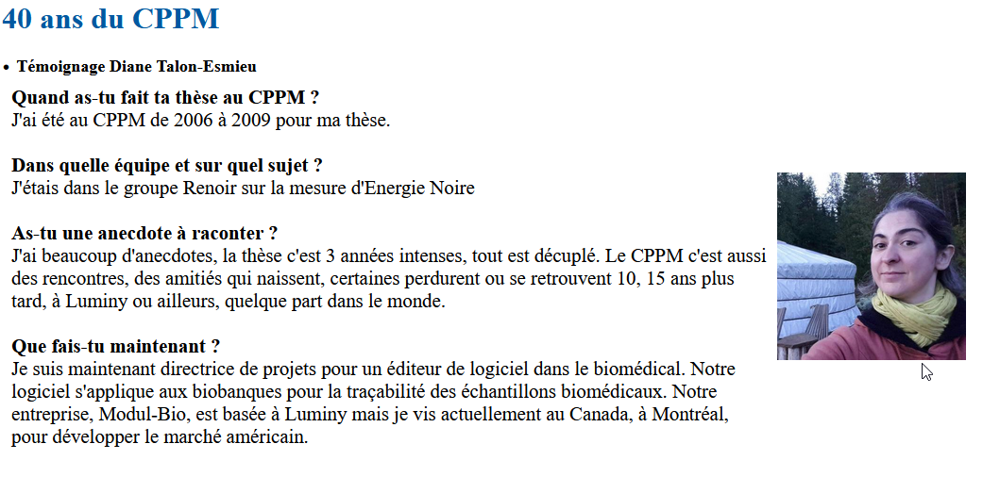 40 ans du CPPM
• Témoignage Diane Talon-Esmieu
Quand as-tu fait ta thèse au CPPM ?
J'ai été au CPPM de 2006 à 2009 pour ma thèse.
Dans quelle équipe et sur quel sujet ?
J'étais dans le groupe Renoir sur la mesure d'Energie Noire
As-tu une anecdote à raconter ?
J'ai beaucoup d'anecdotes, la thèse c'est 3 années intenses, tout est décuplé. Le CPPM c'est aussi
des rencontres, des amitiés qui naissent, certaines perdurent ou se retrouvent 10, 15 ans plus
tard, à Luminy ou ailleurs, quelque part dans le monde.
Que fais-tu maintenant ?
Je suis maintenant directrice de projets pour un éditeur de logiciel dans le biomédical. Notre
logiciel s'applique aux biobanques pour la traçabilité des échantillons biomédicaux. Notre
entreprise, Modul-Bio, est basée à Luminy mais je vis actuellement au Canada, à Montréal,
pour développer le marché américain.